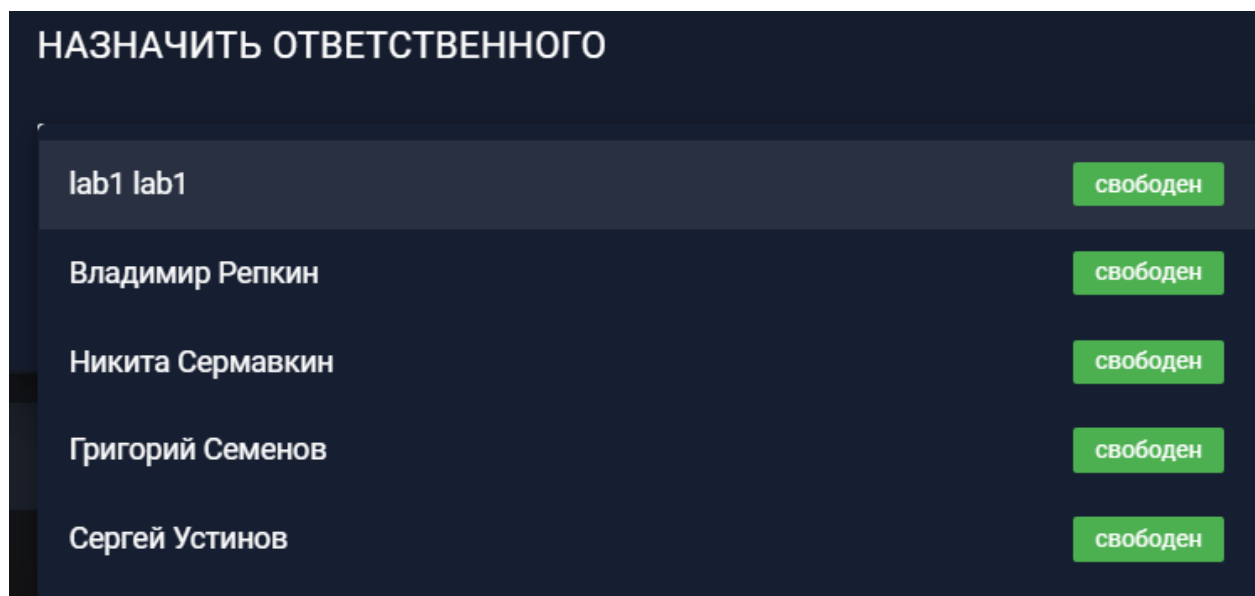 НАЗНАЧИТЬ ОТВЕТСТВЕННОГО
lab1 lab1 свободен
Владимир Репкин свободен
Никита Сермавкин свободен
Григорий Семенов свободен
Сергей Устинов свободен